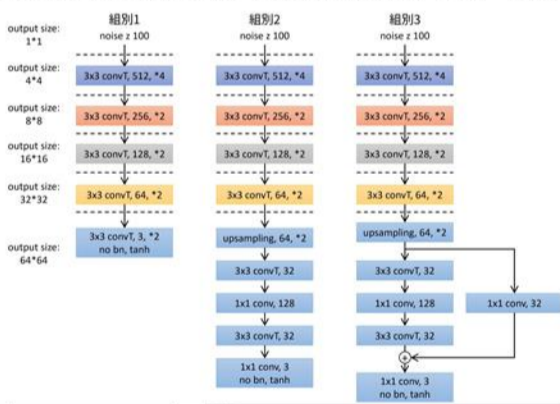 output size:
1*1
output size:
4*4
output size:
8*8
output size:
16*16
output size:
32*32
output size:
64*64
組別1
noise z 100
3x3 convT, 512, *4
3x3 convT, 256, *2
3x3 convT, 128, *2
3x3 convT, 64, *2
3x3 convT, 3, *2
no bn, tanh
組別2
noise z 100
3x3 convT, 512, *4
3x3 convT, 256, *2
3x3 convT, 128, *2
3x3 convT, 64, *2
upsampling, 64, *2
3x3 convT, 32
1x1 conv, 128
3x3 convT, 32
1x1 conv, 3
no bn, tanh
組別3
noise z 100
3x3 convT, 512, *4
3x3 convT, 256, *2
3x3 convT, 128, *2
3x3 convT, 64, *2
upsampling, 64, *2
3x3 convT, 32
1x1 conv, 128
3x3 convT, 32
1x1 conv, 32
+
1x1 conv, 3
no bn, tanh